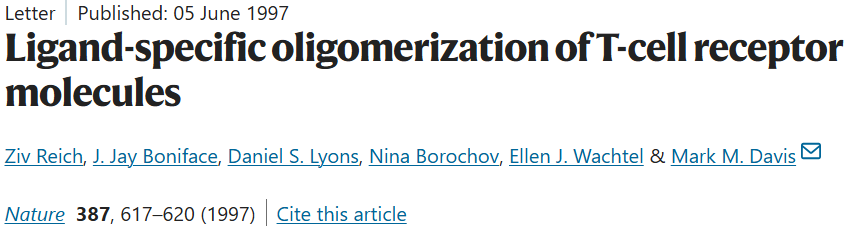 Letter | Published: 05 June 1997
Ligand-specific oligomerization of T-cell receptor
molecules
Ziv Reich, J. Jay Boniface, Daniel S. Lyons, Nina Borochov, Ellen J. Wachtel & Mark M. Davis
Nature 387, 617–620 (1997) | Cite this article